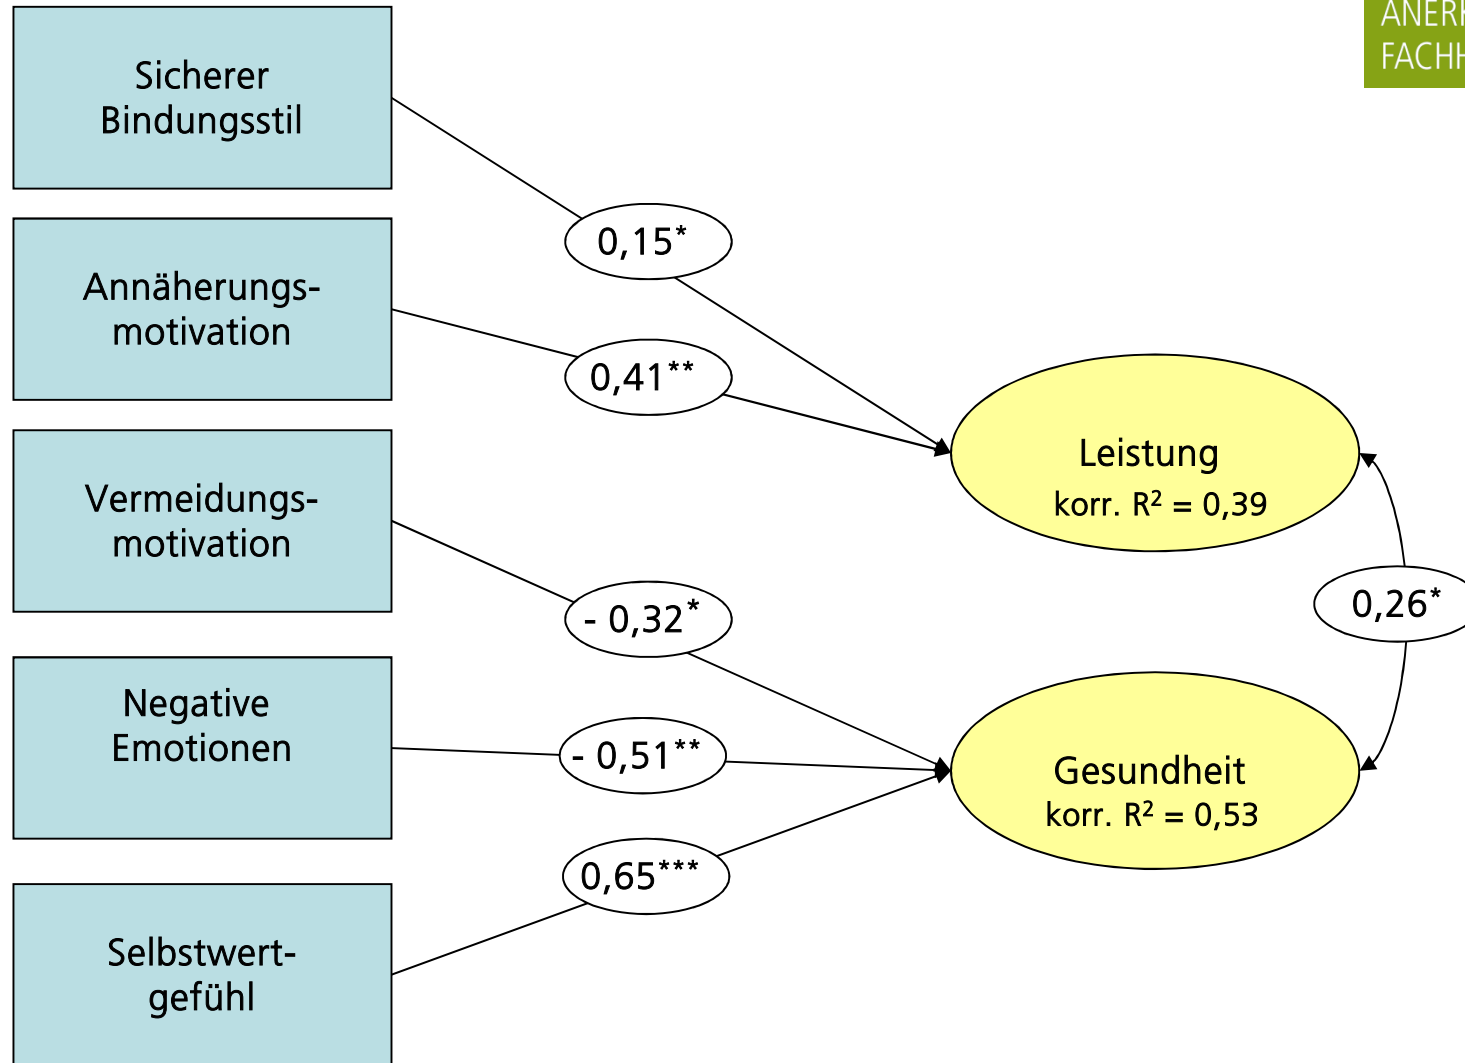 Sicherer
Bindungsstil
0,15*
Annäherungs-
motivation
0,41**
Leistung
korr. R² = 0,39
Vermeidungs-
motivation
- 0,32*
0,26*
Negative
Emotionen
- 0,51**
Gesundheit
korr. R² = 0,53
0,65***
Selbstwert-
gefühl